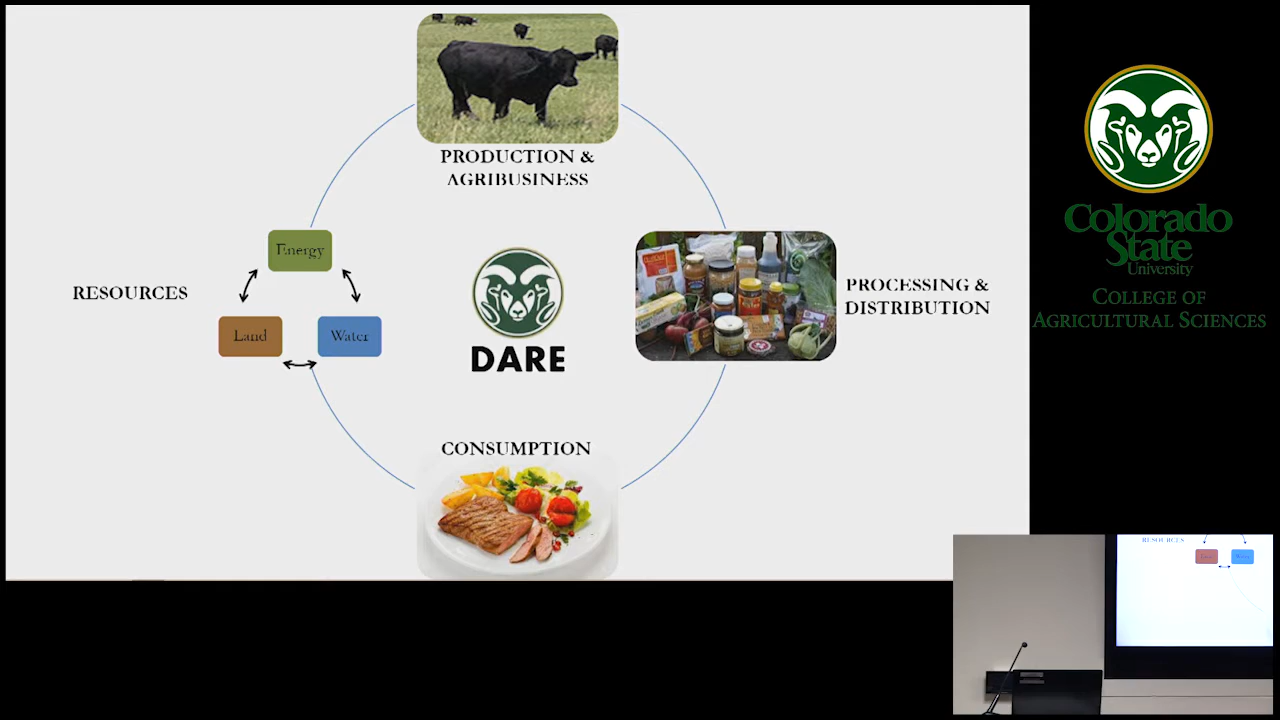 PRODUCTION &
AGRIBUSINESS
Energy
RESOURCES
Land
Water
DARE
PROCESSING &
DISTRIBUTION
CONSUMPTION
Colorado
State
University
COLLEGE OF
AGRICULTURAL SCIENCES
RESOURCES